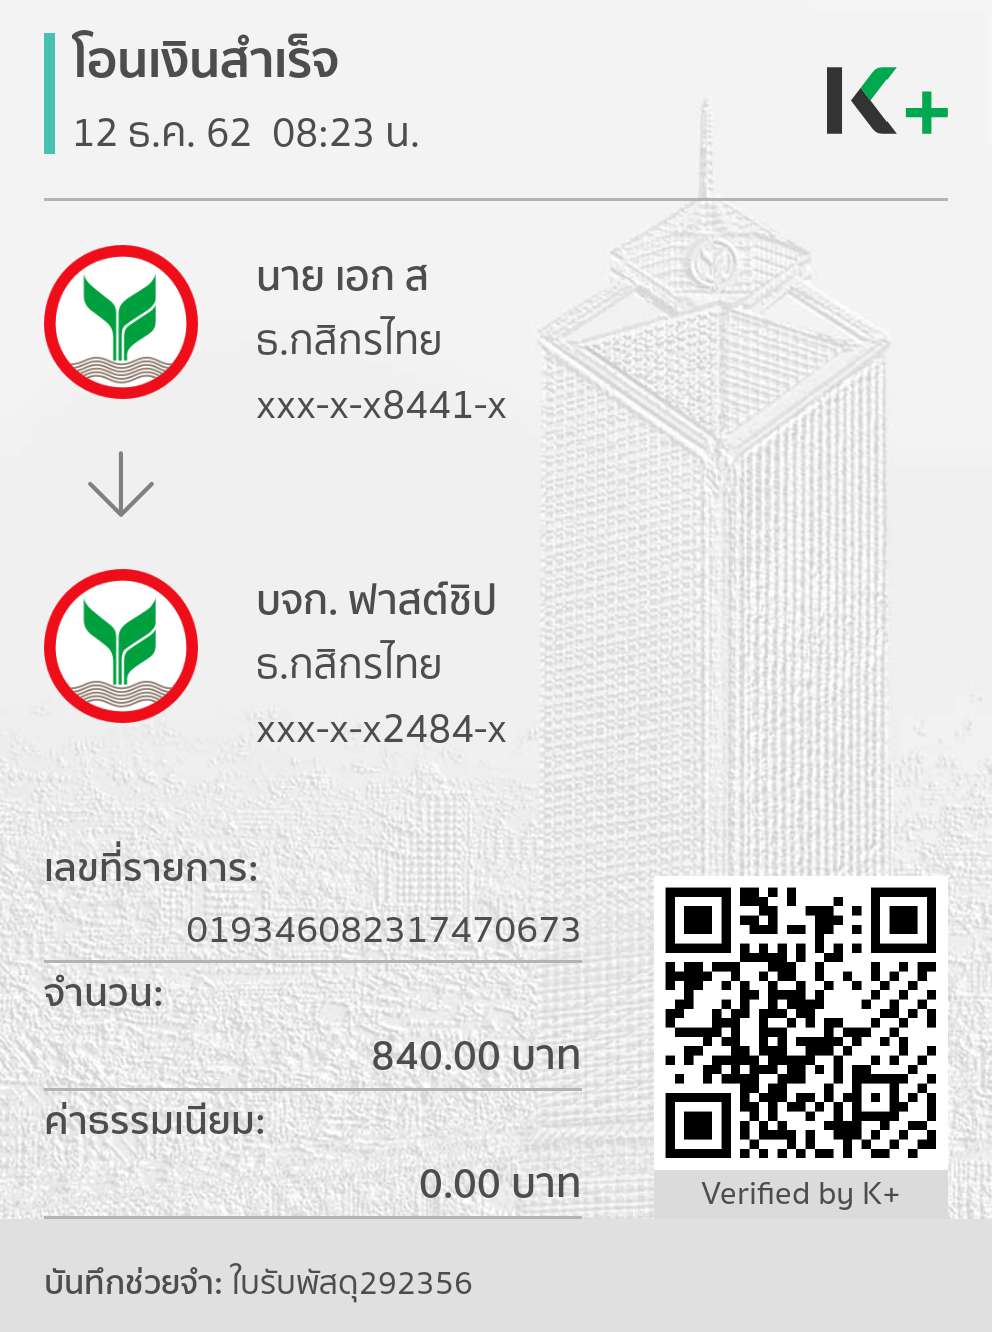 โอนเงินสำเร็จ
12 ธ.ค. 62  08:23 น.
K+
นาย เอก ส
ธ.กสิกรไทย
xxx-x-x8441-x
บจก. ฟาสต์ชิป
ธ.กสิกรไทย
xxx-x-x2484-x
เลขที่รายการ:
019346082317470673
จำนวน:
840.00 บาท
ค่าธรรมเนียม:
0.00 บาท
Verified by K+
บันทึกช่วยจำ: ใบรับพัสดุ292356